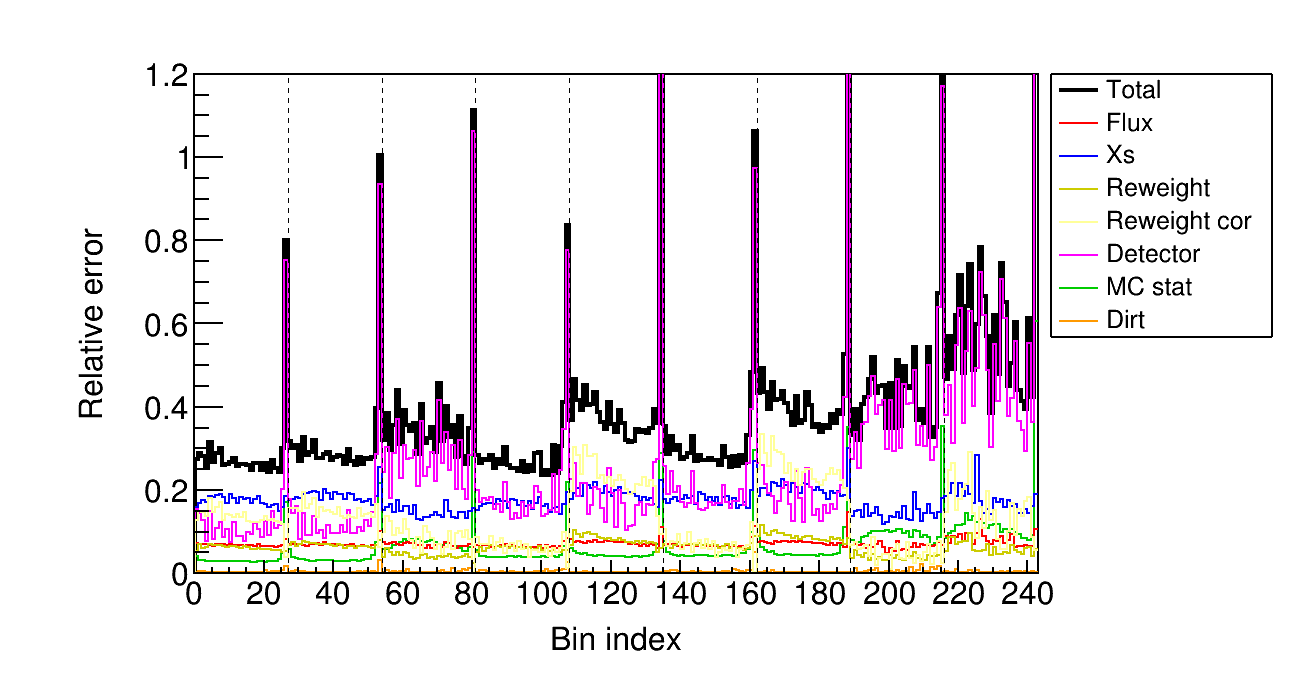 1.2
1
0.8
0.6
0.4
0.2
0
0 20 40 60 80 100 120 140 160 180 200 220 240
Relative error
Bin index
Total
Flux
Xs
Reweight
Reweight cor
Detector
MC stat
Dirt